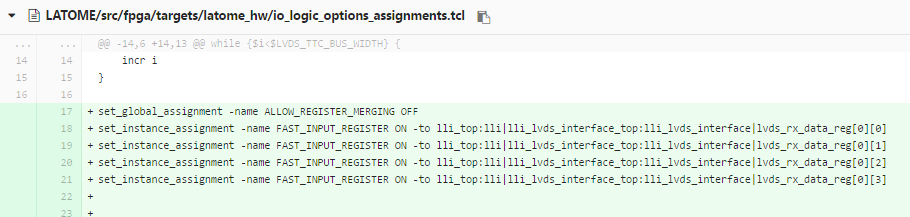 LATOME/src/fpga/targets/latome_hw/io_logic_options_assignments.tcl
... ... @@ -14,6 +14,13 @@ while {$i<$LVDS_TTC_BUS_WIDTH} {
14 14 incr i
15 15 }
16 16
17 + set_global_assignment -name ALLOW_REGISTER_MERGING OFF
18 + set_instance_assignment -name FAST_INPUT_REGISTER ON -to lli_top:lli|lli_lvds_interface_top:lli_lvds_interface|lvds_rx_data_reg[0][0]
19 + set_instance_assignment -name FAST_INPUT_REGISTER ON -to lli_top:lli|lli_lvds_interface_top:lli_lvds_interface|lvds_rx_data_reg[0][1]
20 + set_instance_assignment -name FAST_INPUT_REGISTER ON -to lli_top:lli|lli_lvds_interface_top:lli_lvds_interface|lvds_rx_data_reg[0][2]
21 + set_instance_assignment -name FAST_INPUT_REGISTER ON -to lli_top:lli|lli_lvds_interface_top:lli_lvds_interface|lvds_rx_data_reg[0][3]
22 +
23 +